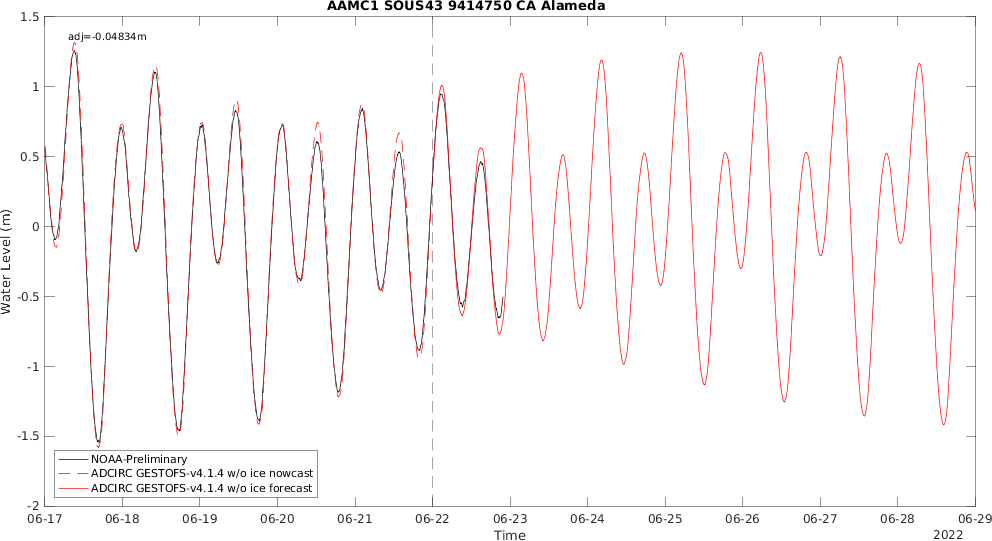 AAMC1 SOUS43 9414750 CA Alameda
adj=-0.04834m
1.5
1
0.5
0
-0.5
-1
-1.5
-2
Water Level (m)
NOAA-Preliminary
ADCIRC GESTOFS-v4.1.4 w/o ice nowcast
ADCIRC GESTOFS-v4.1.4 w/o ice forecast
06-17 06-18 06-19 06-20 06-21 06-22 06-23 06-24 06-25 06-26 06-27 06-28 06-29
Time
2022